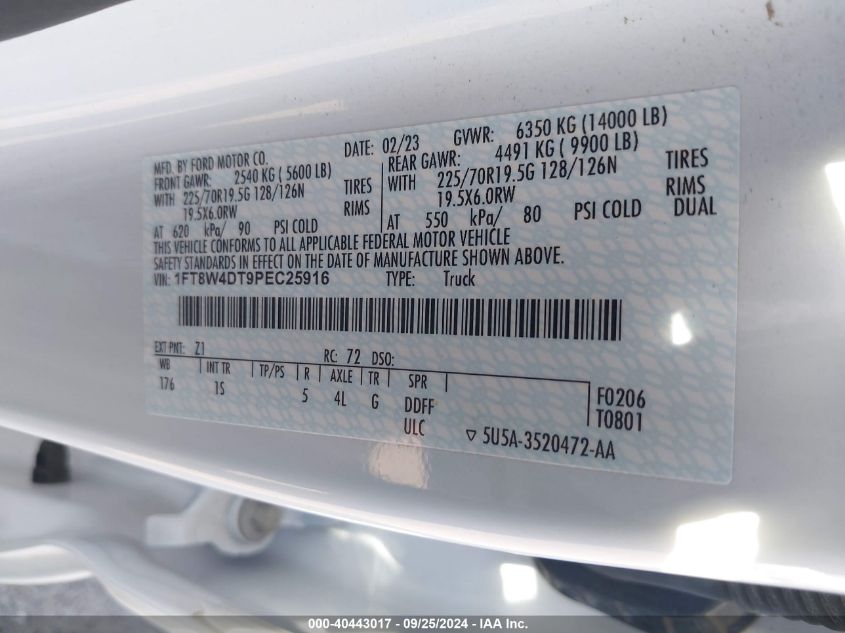 MFD. BY FORD MOTOR CO.
DATE: 02/23 GVWR: 6350 KG (14000 LB)
FRONT GAWR: 2540 KG ( 5600 LB)
REAR GAWR: 4491 KG ( 9900 LB)
WITH 225/70R19.5G 128/126N TIRES
WITH 225/70R19.5G 128/126N TIRES
19.5X6.0RW RIMS
19.5X6.0RW RIMS
AT 620 kPa/ 90 PSI COLD
AT 550 kPa/ 80 PSI COLD DUAL
THIS VEHICLE CONFORMS TO ALL APPLICABLE FEDERAL MOTOR VEHICLE
SAFETY STANDARDS IN EFFECT ON THE DATE OF MANUFACTURE SHOWN ABOVE.
VIN: 1FT8W4DT9PEC25916 TYPE: Truck
EXT PNT: Z1 RC: 72 DSO:
WB INT TR TP/PS R AXLE TR SPR
176 1S 5 4L G DDFF
ULC
F0206
T0801
▽ 5U5A-3520472-AA
000-40443017 - 09/25/2024 - IAA Inc.